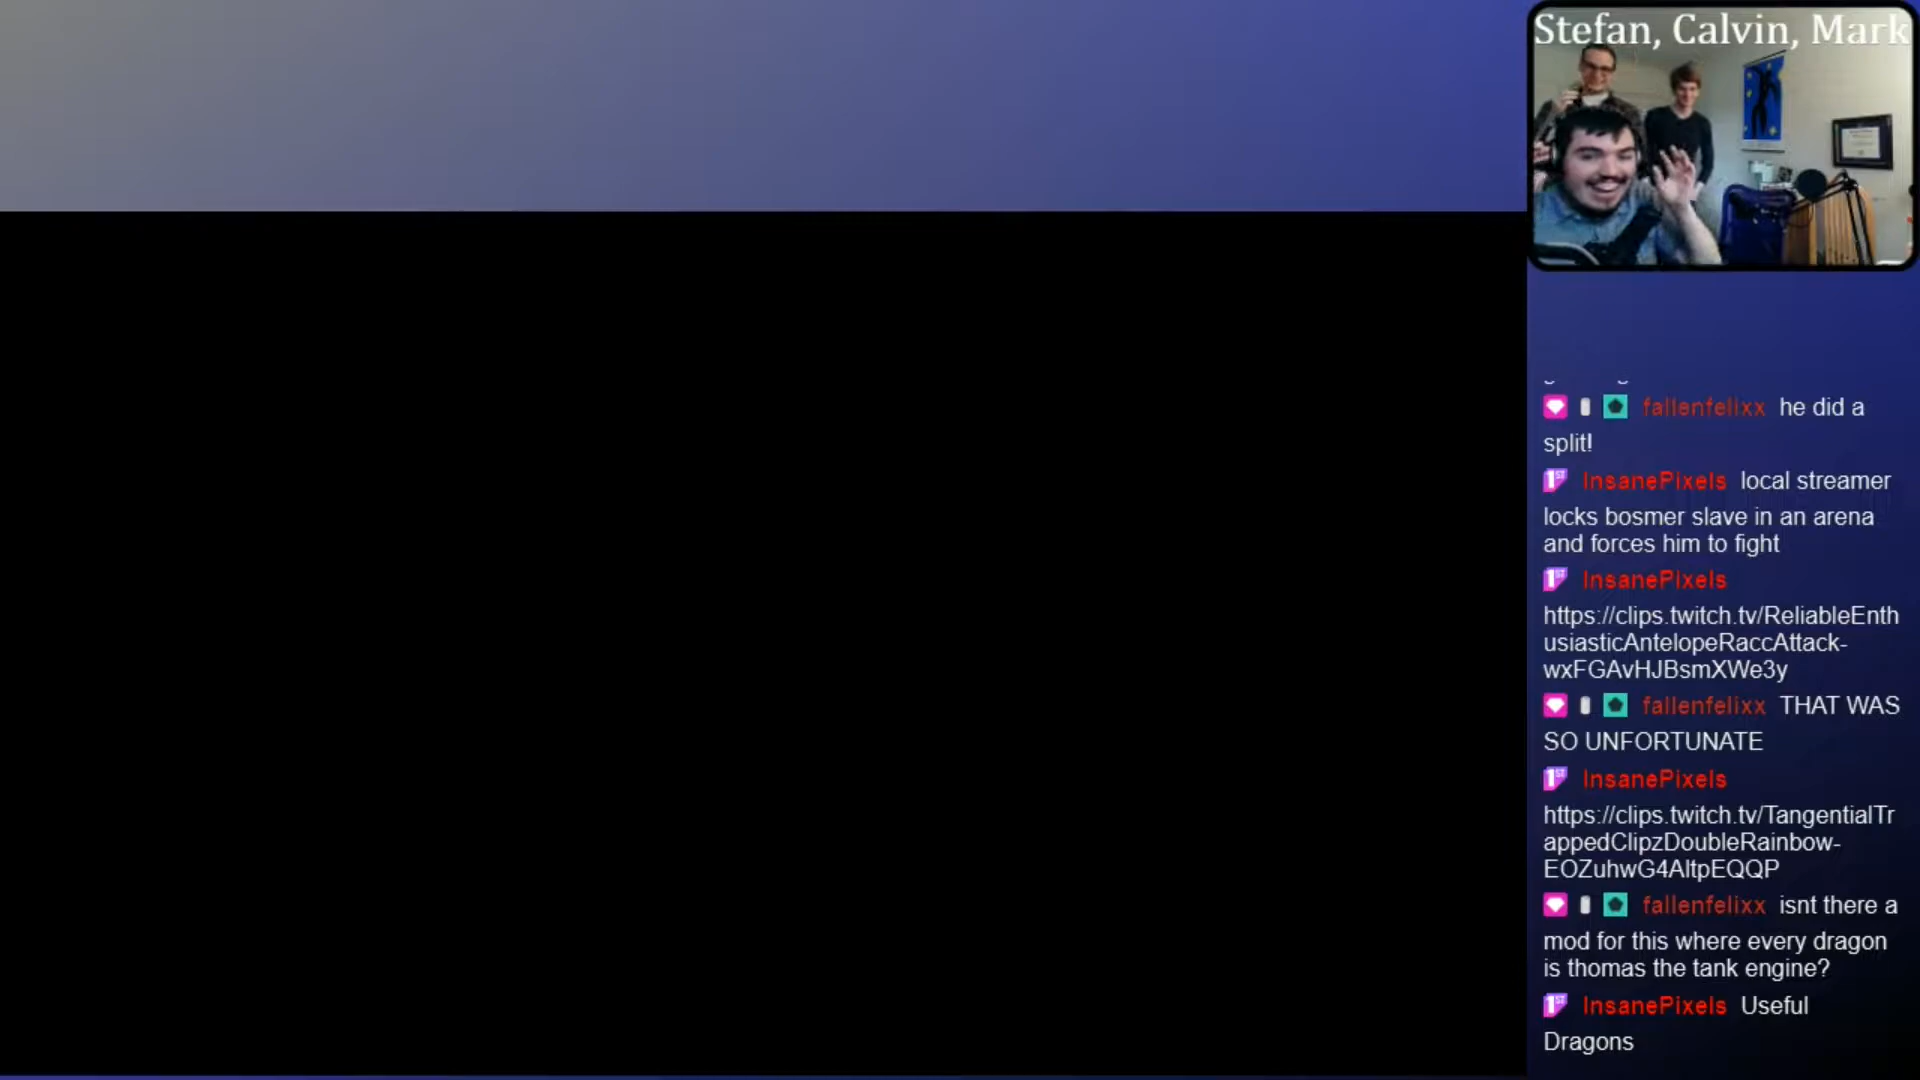 Stefan, Calvin, Mark
fallenfelixx he did a
split!
InsanePixels local streamer
locks bosmer slave in an arena
and forces him to fight
InsanePixels
https://clips.twitch.tv/ReliableEnth
usiasticAntelopeRaccAttack-
wxFGAvHJBsmXWe3y
fallenfelixx THAT WAS
SO UNFORTUNATE
InsanePixels
https://clips.twitch.tv/TangentialTr
appedClipzDoubleRainbow-
EOZuhwG4AltpEQQP
fallenfelixx isnt there a
mod for this where every dragon
is thomas the tank engine?
InsanePixels Useful
Dragons